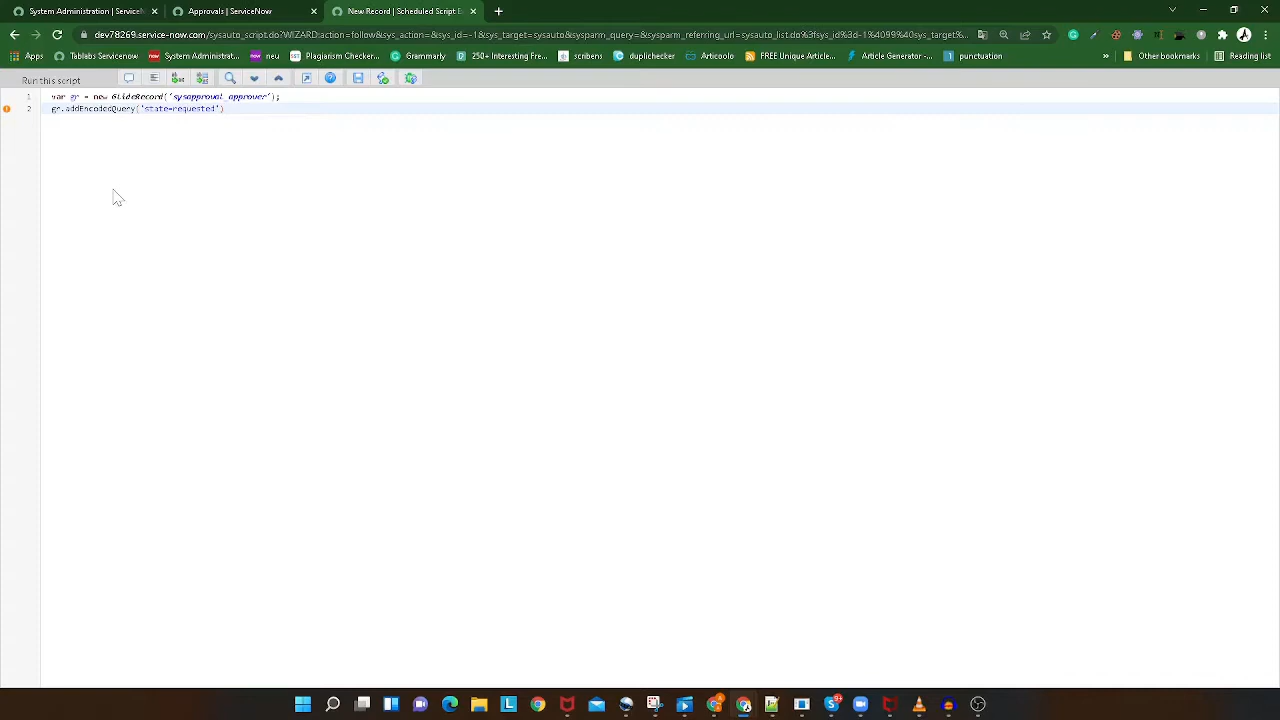 System Administration | ServiceN
Approvals | ServiceNow
New Record | Scheduled Script E
dev78269.service-now.com/sysauto_script.do?WIZARD:action=follow&sys_action=&sys_id=-1&sys_target=sysauto&sysparm_query=&sysparm_referring_url=sysauto_list.do%3fsys_id%3d-1%4099%40sys_target%...
Apps
Tablabs Servicenow
System Administrat...
neu
Plagiarism Checker...
Grammarly
250+ Interesting Fre...
scribens
duplichecker
Articoolo
FREE Unique Article...
Article Generator -...
punctuation
»
Other bookmarks
Reading list
Run this script
1 var gr = new GlideRecord('sysapproval_approver');
2 gr.addEncodedQuery('state=requested')